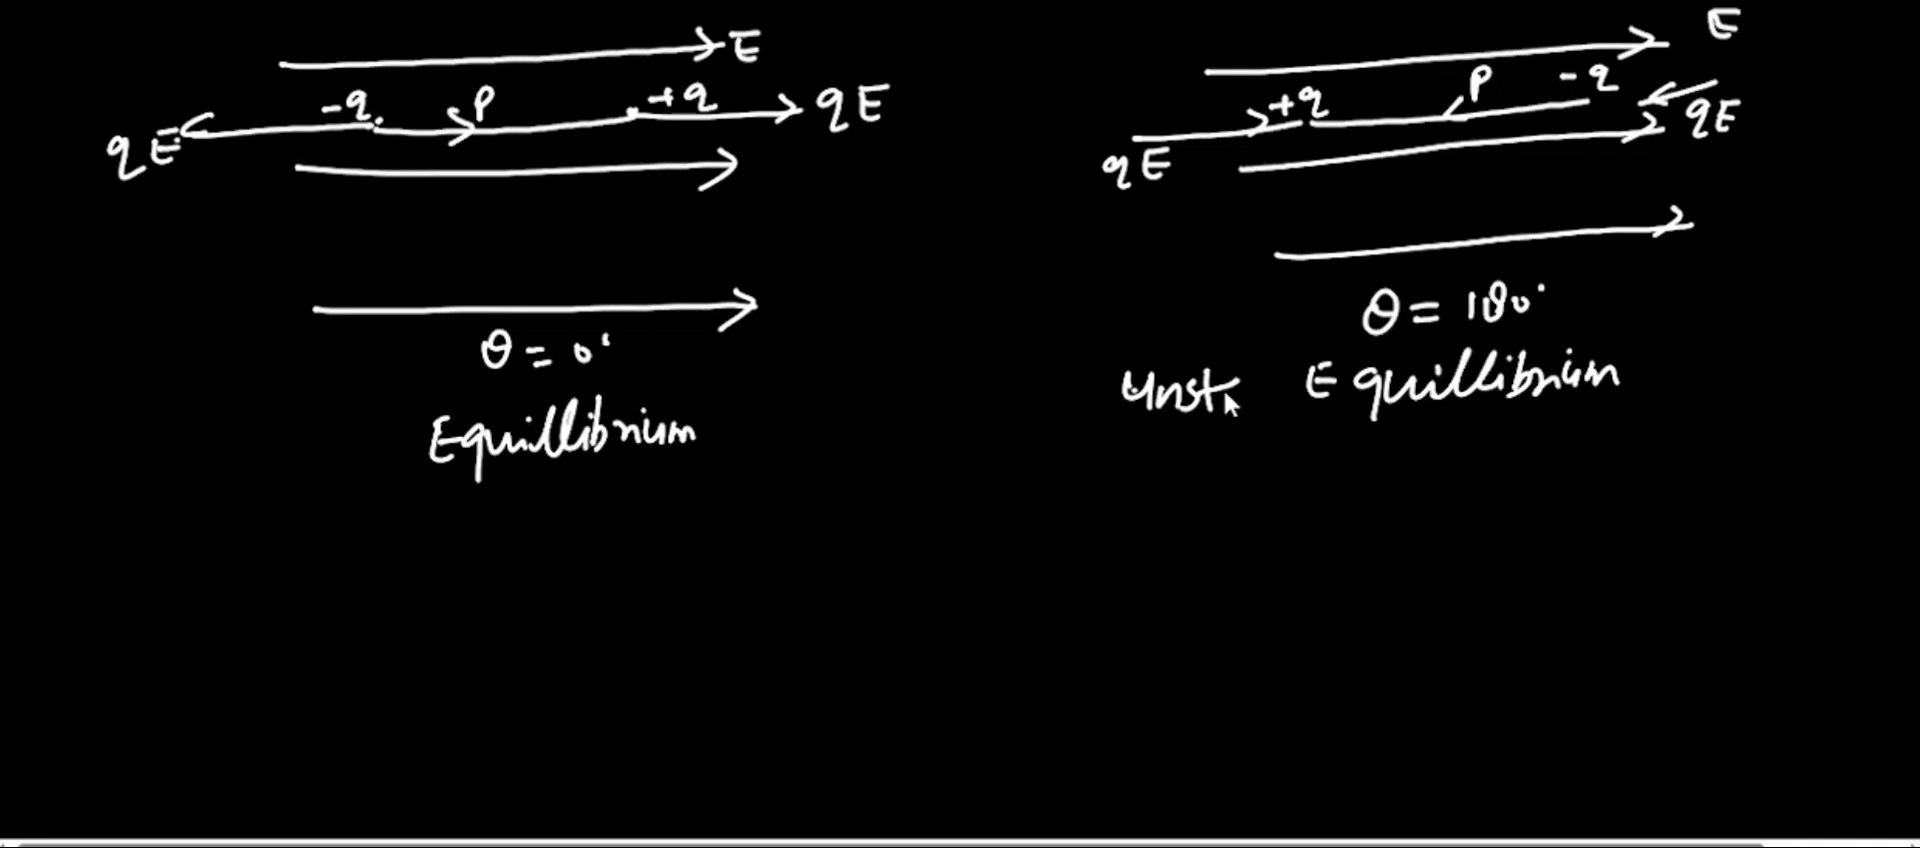 E
-q P +q qE
qE
θ = 0°
Equillibrium
E
+q P -q
qE qE
θ = 180°
Unst Equillibrium